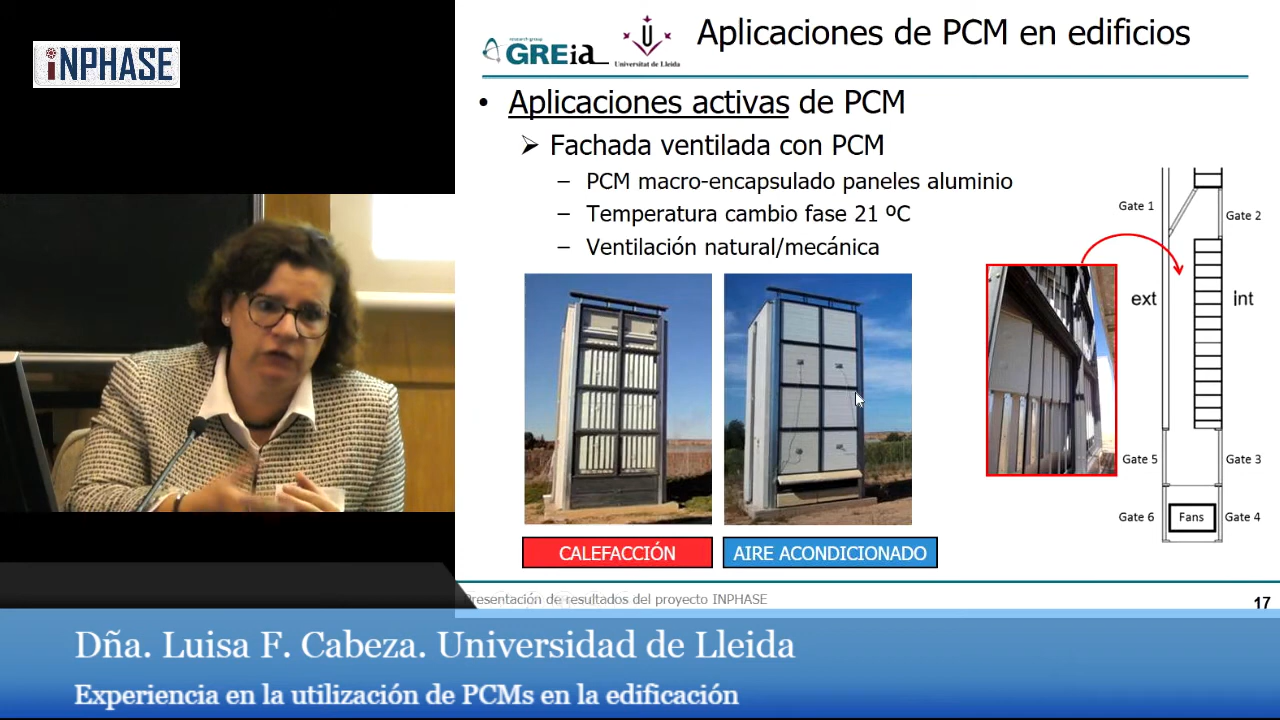 iNPHASE
research group
GREiA
Universitat de Lleida
Aplicaciones de PCM en edificios
• Aplicaciones activas de PCM
➢ Fachada ventilada con PCM
– PCM macro-encapsulado paneles aluminio
– Temperatura cambio fase 21 ºC
– Ventilación natural/mecánica
Gate 1
Gate 2
ext
int
Gate 5
Gate 3
Gate 6
Fans
Gate 4
CALEFACCIÓN
AIRE ACONDICIONADO
Presentación de resultados del proyecto INPHASE
17
Dña. Luisa F. Cabeza. Universidad de Lleida
Experiencia en la utilización de PCMs en la edificación